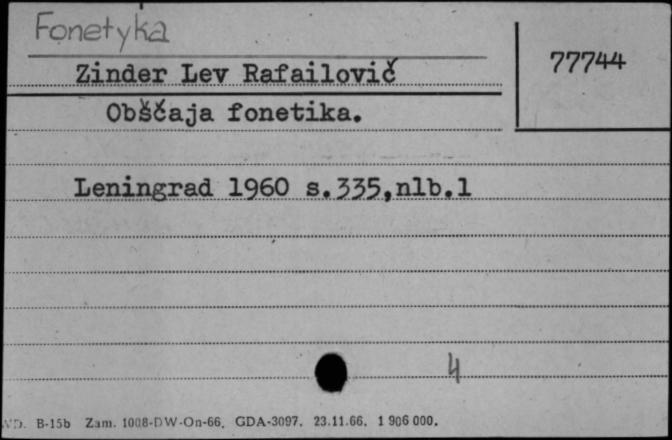 Fonetyka
77744
Zinder Lev Rafailovič
Obščaja fonetika.
Leningrad 1960 s.335,nlb.1
4
B-15b Zam. 1008-DW-On-66. GDA-3097. 23.11.66. 1 906 000.